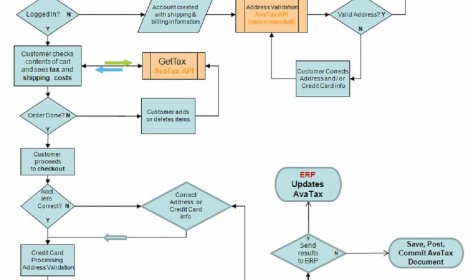 Logged In?
N
Y
Account created
with shipping &
billing infomation
Address Validation
AvaTax API
(recommended)
Valid Address?
Y
N
Customer checks
contents of cart
and sees tax and
shipping costs
GetTax
AvaTax API
Customer Corrects
Address and / or
Credit Card info
Order Done?
N
Y
Customer adds
or deletes items
Customer
proceeds
to checkout
Acct.
Info
Correct?
N
Y
Correct
Address or
Credit Card
info
Credit Card
Processing
Address Validation
ERP
Updates
AvaTax
Y
Send
results
to ERP
N
Save, Post,
Commit AvaTax
Document